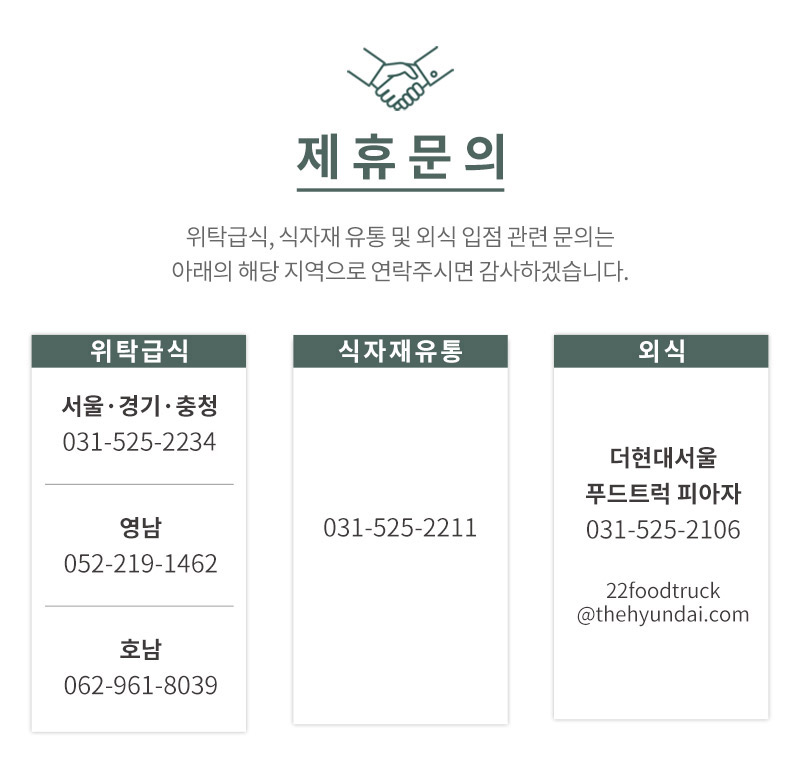 제휴문의
위탁급식, 식자재 유통 및 외식 입점 관련 문의는
아래의 해당 지역으로 연락주시면 감사하겠습니다.
위탁급식
서울·경기·충청
031-525-2234
영남
052-219-1462
호남
062-961-8039
식자재유통
031-525-2211
외식
더현대서울
푸드트럭 피아자
031-525-2106
22foodtruck
@thehyundai.com